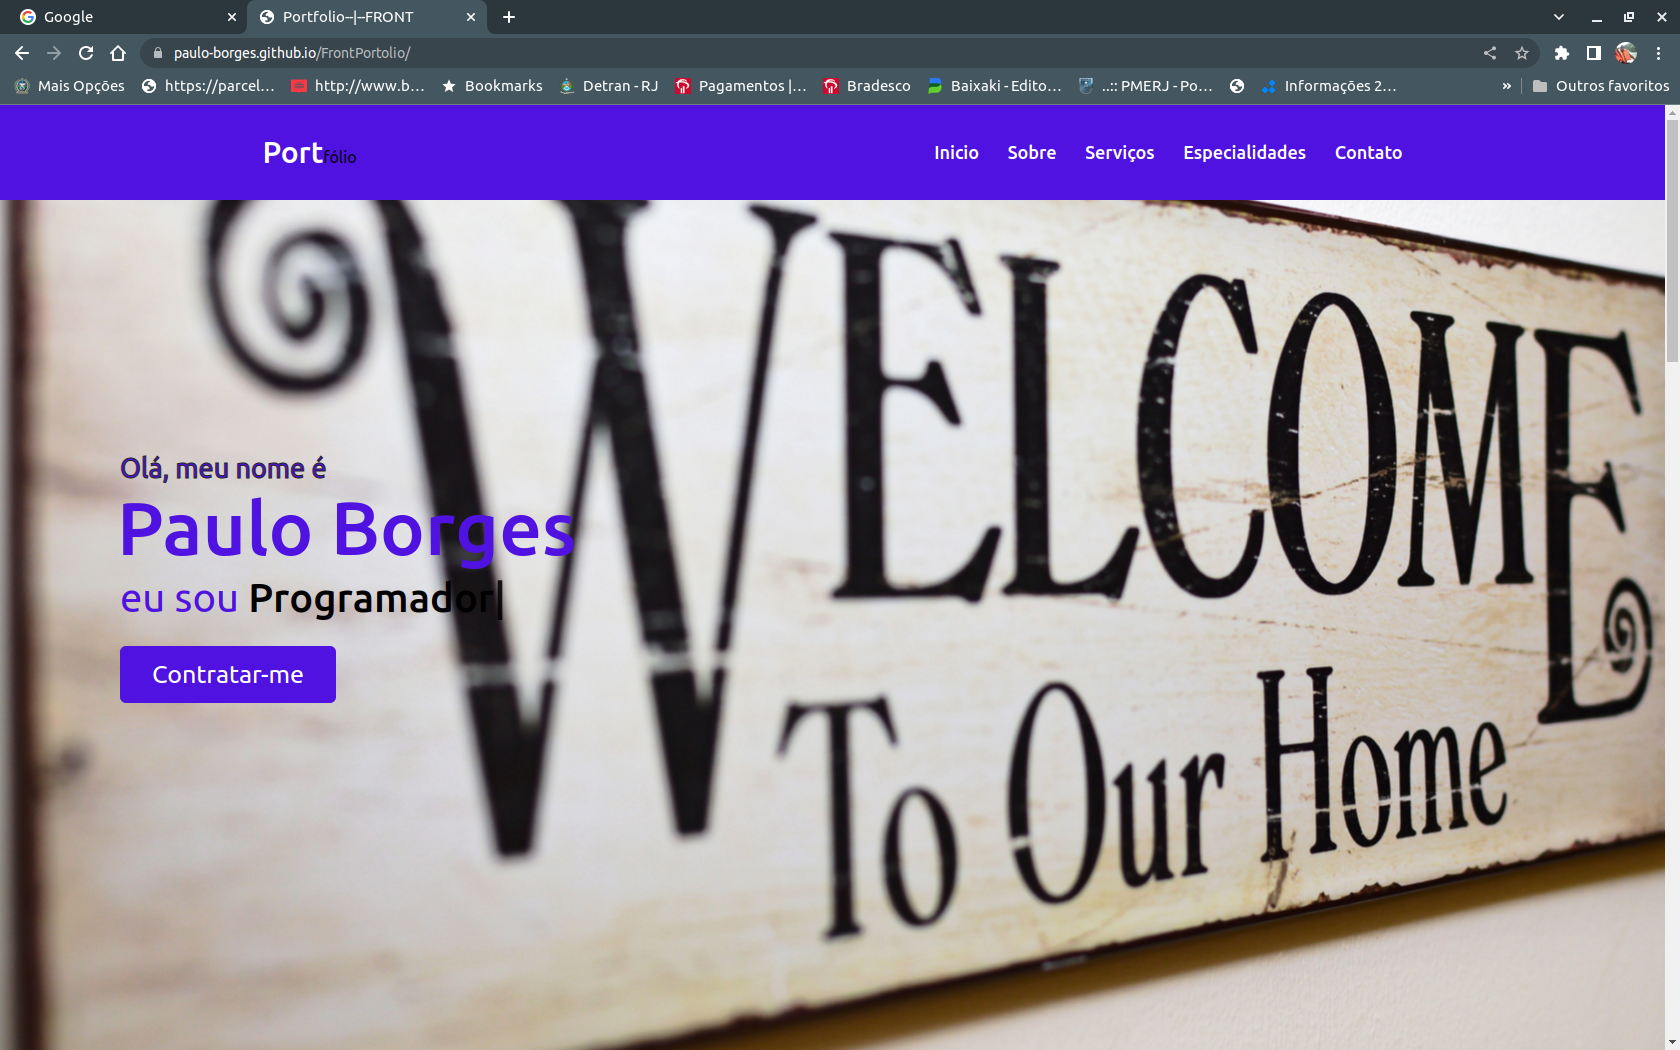 Google
Portfolio--|--FRONT
paulo-borges.github.io/FrontPortolio/
Mais Opções
https://parcel...
http://www.b...
Bookmarks
Detran - RJ
Pagamentos |...
Bradesco
Baixaki - Edito...
..:: PMERJ - Po...
Informações 2...
»
Outros favoritos
Portfólio
Inicio
Sobre
Serviços
Especialidades
Contato
WELCOME
To Our Home
Olá, meu nome é
Paulo Borges
eu sou Programador|
Contratar-me